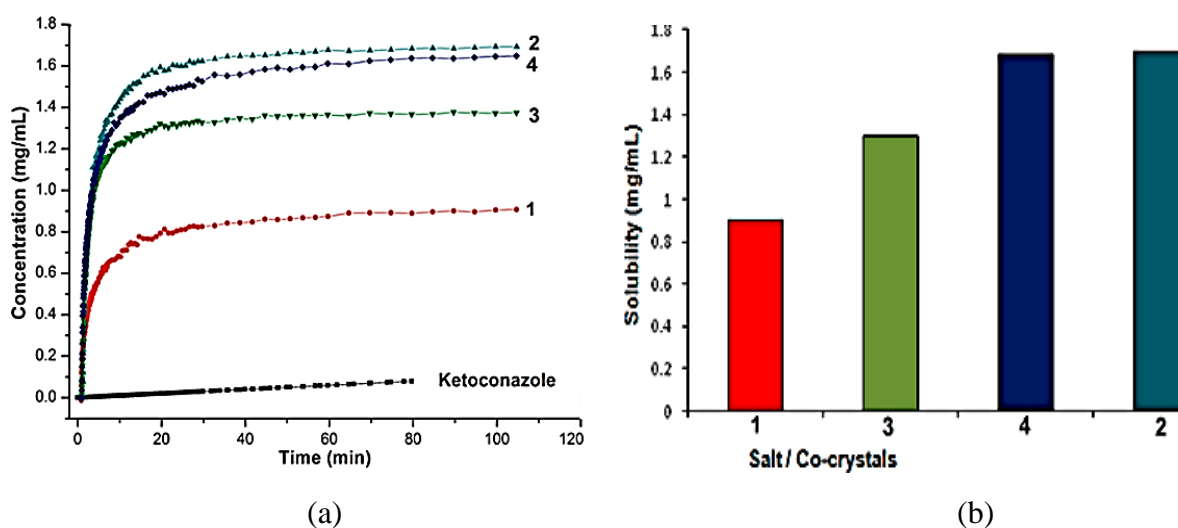 Concentration (mg/mL)
1.8
1.6
1.4
1.2
1.0
0.8
0.6
0.4
0.2
0.0
2
4
3
1
Ketoconazole
0 20 40 60 80 100 120
Time (min)
(a)
Solubility (mg/mL)
1.8
1.6
1.4
1.2
1
0.8
0.6
0.4
0.2
0
1 3 4 2
Salt / Co-crystals
(b)